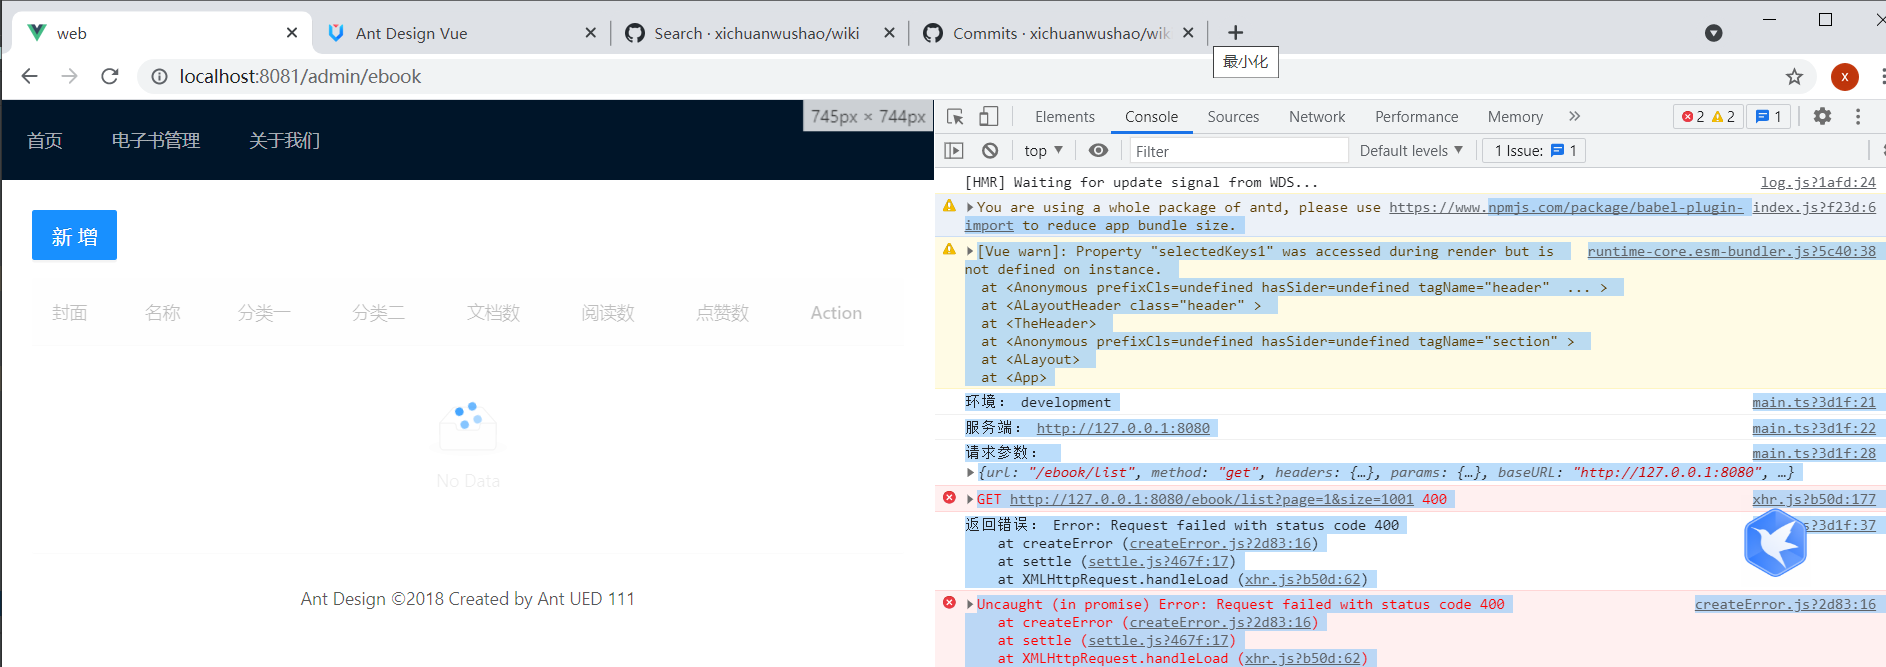 web
Ant Design Vue
Search · xichuanwushao/wiki
Commits · xichuanwushao/wik
最小化
localhost:8081/admin/ebook
x
首页
电子书管理
关于我们
745px × 744px
新 增
封面 名称 分类一 分类二 文档数 阅读数 点赞数 Action
No Data
Ant Design ©2018 Created by Ant UED 111
Elements Console Sources Network Performance Memory » 2 2 1
top ▼ Filter Default levels ▼ 1 Issue: 1
[HMR] Waiting for update signal from WDS... log.js?1afd:24
You are using a whole package of antd, please use https://www.npmjs.com/package/babel-plugin- index.js?f23d:6
import to reduce app bundle size.
[Vue warn]: Property "selectedKeys1" was accessed during render but is runtime-core.esm-bundler.js?5c40:38
not defined on instance.
at <Anonymous prefixCls=undefined hasSider=undefined tagName="header" ... >
at <ALayoutHeader class="header" >
at <TheHeader>
at <Anonymous prefixCls=undefined hasSider=undefined tagName="section" >
at <ALayout>
at <App>
环境： development main.ts?3d1f:21
服务端： http://127.0.0.1:8080 main.ts?3d1f:22
请求参数： main.ts?3d1f:28
{url: "/ebook/list", method: "get", headers: {…}, params: {…}, baseURL: "http://127.0.0.1:8080", …}
GET http://127.0.0.1:8080/ebook/list?page=1&size=1001 400 xhr.js?b50d:177
返回错误： Error: Request failed with status code 400 s?3d1f:37
at createError (createError.js?2d83:16)
at settle (settle.js?467f:17)
at XMLHttpRequest.handleLoad (xhr.js?b50d:62)
Uncaught (in promise) Error: Request failed with status code 400 createError.js?2d83:16
at createError (createError.js?2d83:16)
at settle (settle.js?467f:17)
at XMLHttpRequest.handleLoad (xhr.js?b50d:62)